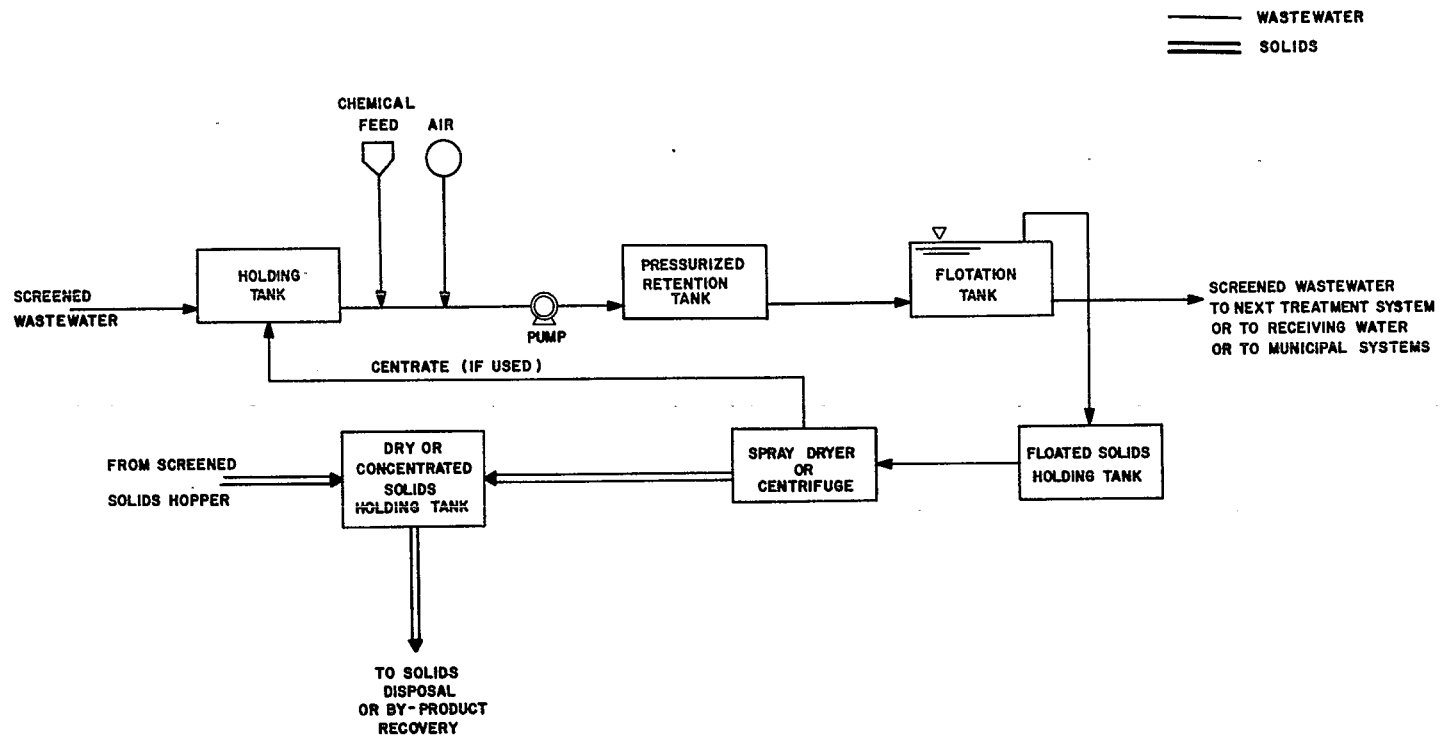 WASTEWATER
SOLIDS
CHEMICAL
FEED
AIR
HOLDING
TANK
PRESSURIZED
RETENTION
TANK
FLOTATION
TANK
SCREENED
WASTEWATER
PUMP
SCREENED WASTEWATER
TO NEXT TREATMENT SYSTEM
OR TO RECEIVING WATER
OR TO MUNICIPAL SYSTEMS
CENTRATE (IF USED)
FROM SCREENED
SOLIDS HOPPER
DRY OR
CONCENTRATED
SOLIDS
HOLDING TANK
SPRAY DRYER
OR
CENTRIFUGE
FLOATED SOLIDS
HOLDING TANK
TO SOLIDS
DISPOSAL
OR BY-PRODUCT
RECOVERY